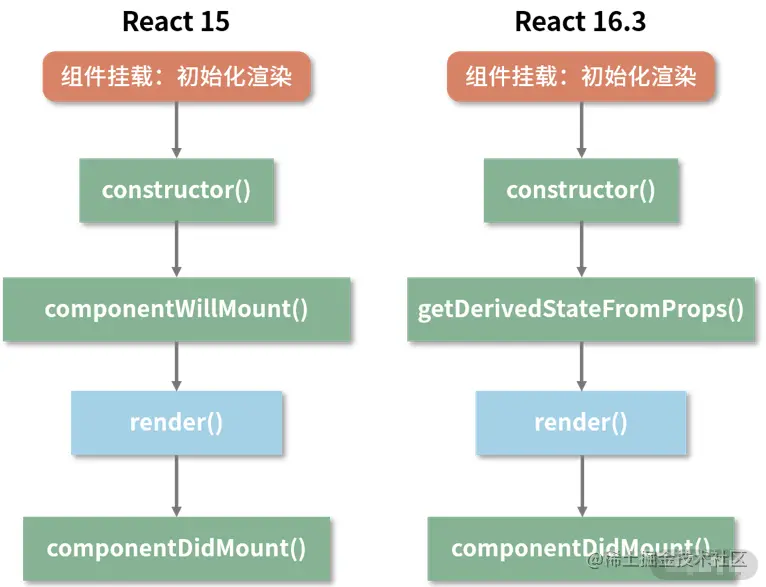 React 15
组件挂载：初始化渲染
constructor()
componentWillMount()
render()
componentDidMount()
React 16.3
组件挂载：初始化渲染
constructor()
getDerivedStateFromProps()
render()
componentDidMount()
@稀土掘金技术社区